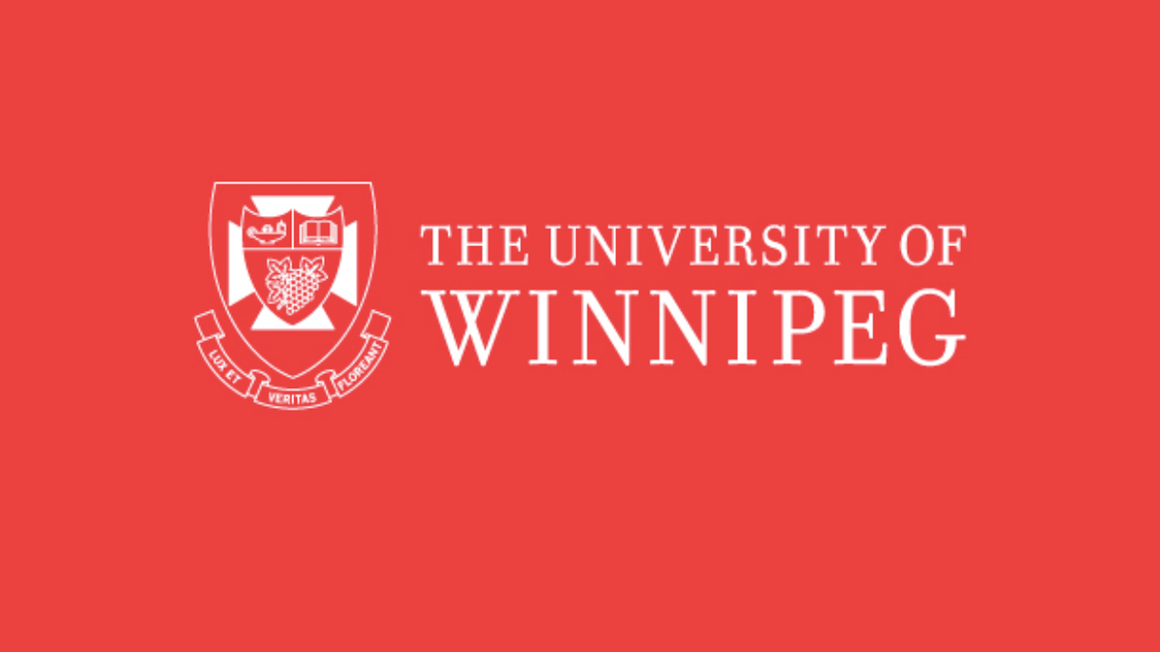 THE UNIVERSITY OF
WINNIPEG
LUX ET
VERITAS
FLOREANT